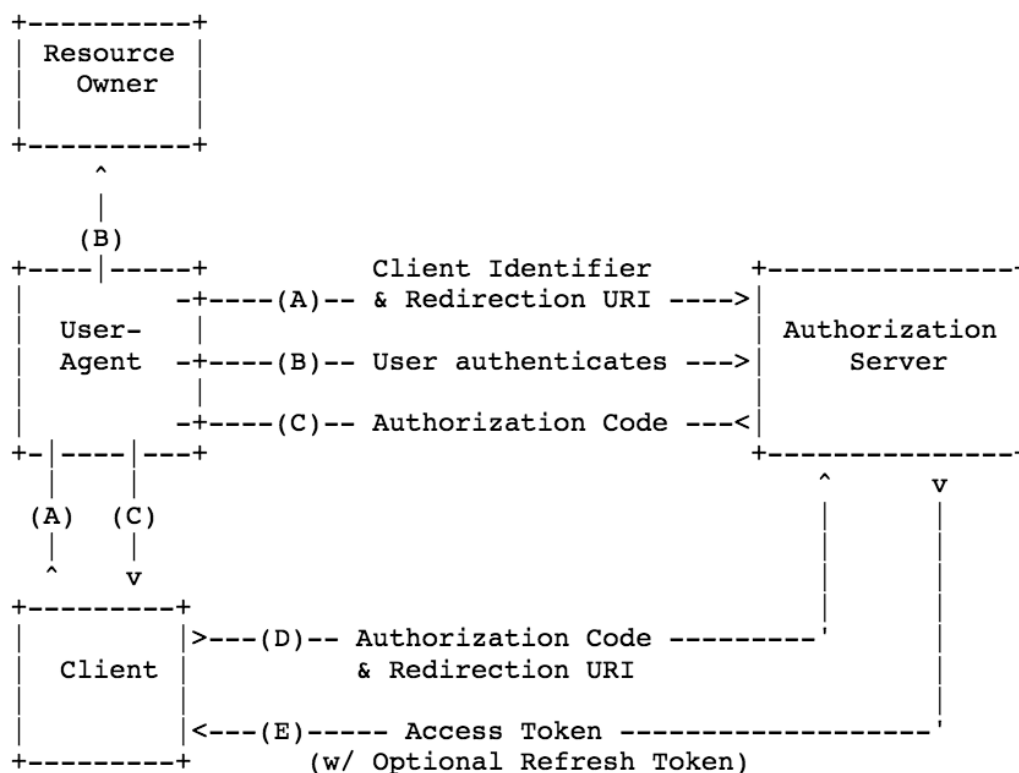 +----------+
| Resource |
|   Owner  |
|          |
+----------+
     ^
     |
    (B)
+----|-----+          Client Identifier      +---------------+
|         -+----(A)-- & Redirection URI ---->|               |
|  User-   |                                 | Authorization |
|  Agent  -+----(B)-- User authenticates --->|     Server    |
|          |                                 |               |
|         -+----(C)-- Authorization Code ---<|               |
+-|----|---+                                 +---------------+
  |    |                                         ^      v
 (A)  (C)                                        |      |
  |    |                                         |      |
  ^    v                                         |      |
+---------+                                      |      |
|         |>---(D)-- Authorization Code ---------'      |
|  Client |          & Redirection URI                  |
|         |                                             |
|         |<---(E)----- Access Token -------------------'
+---------+       (w/ Optional Refresh Token)